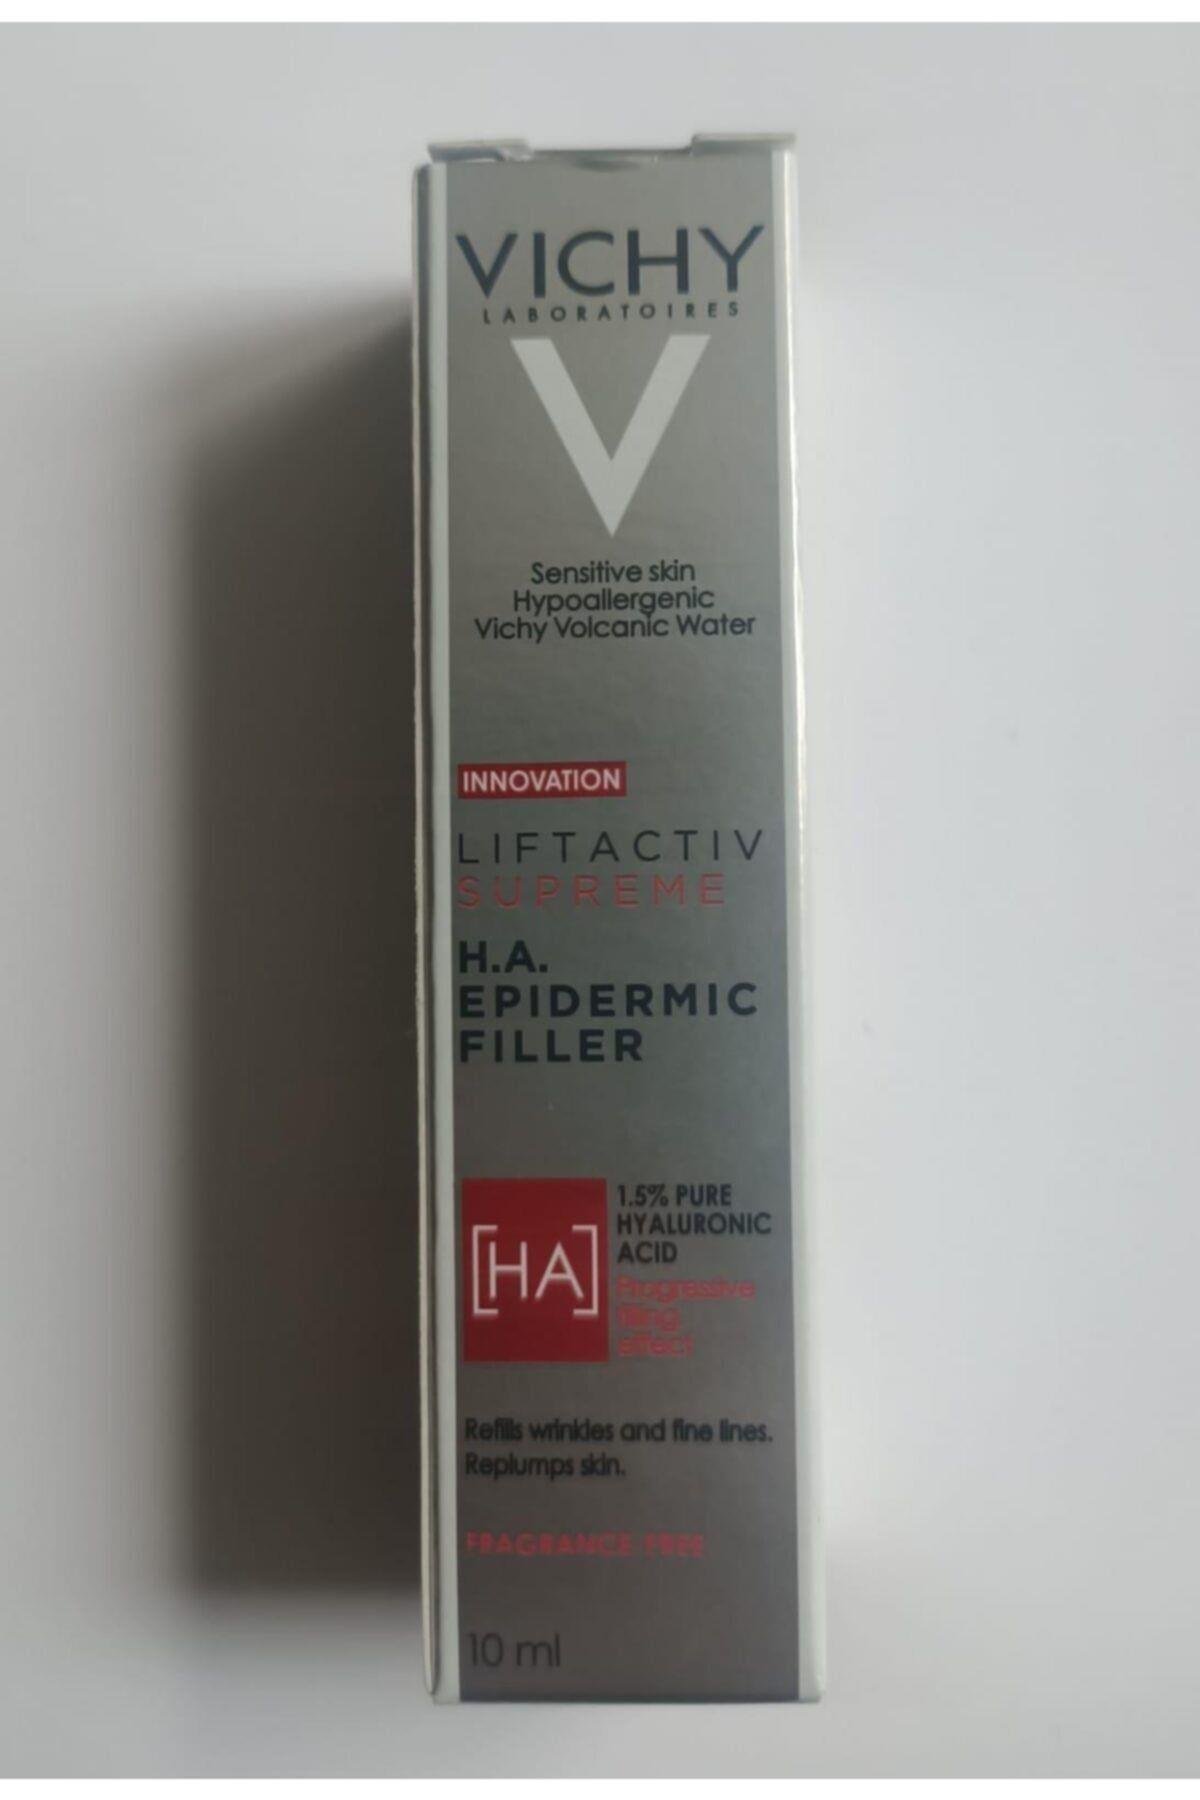 VICHY
LABORATOIRES
V
Sensitive skin
Hypoallergenic
Vichy Volcanic Water
INNOVATION
LIFTACTIV
SUPREME
H.A.
EPIDERMIC
FILLER
[HA]
1.5% PURE
HYALURONIC
ACID
Progressive
filling
effect
Refills wrinkles and fine lines.
Replumps skin.
FRAGRANCE-FREE
10 ml